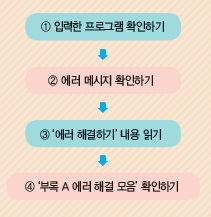 ① 입력한 프로그램 확인하기
② 에러 메시지 확인하기
③ ‘에러 해결하기’ 내용 읽기
④ ‘부록 A 에러 해결 모음’ 확인하기